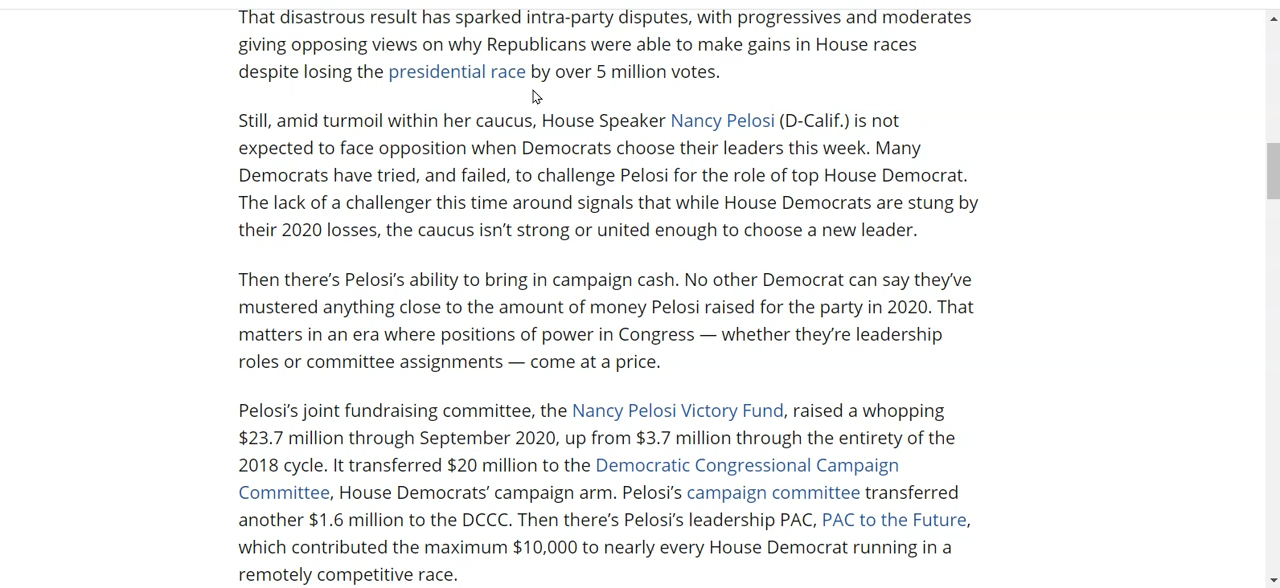 That disastrous result has sparked intra-party disputes, with progressives and moderates
giving opposing views on why Republicans were able to make gains in House races
despite losing the presidential race by over 5 million votes.
Still, amid turmoil within her caucus, House Speaker Nancy Pelosi (D-Calif.) is not
expected to face opposition when Democrats choose their leaders this week. Many
Democrats have tried, and failed, to challenge Pelosi for the role of top House Democrat.
The lack of a challenger this time around signals that while House Democrats are stung by
their 2020 losses, the caucus isn’t strong or united enough to choose a new leader.
Then there’s Pelosi’s ability to bring in campaign cash. No other Democrat can say they’ve
mustered anything close to the amount of money Pelosi raised for the party in 2020. That
matters in an era where positions of power in Congress — whether they’re leadership
roles or committee assignments — come at a price.
Pelosi’s joint fundraising committee, the Nancy Pelosi Victory Fund, raised a whopping
$23.7 million through September 2020, up from $3.7 million through the entirety of the
2018 cycle. It transferred $20 million to the Democratic Congressional Campaign
Committee, House Democrats’ campaign arm. Pelosi’s campaign committee transferred
another $1.6 million to the DCCC. Then there’s Pelosi’s leadership PAC, PAC to the Future,
which contributed the maximum $10,000 to nearly every House Democrat running in a
remotely competitive race.